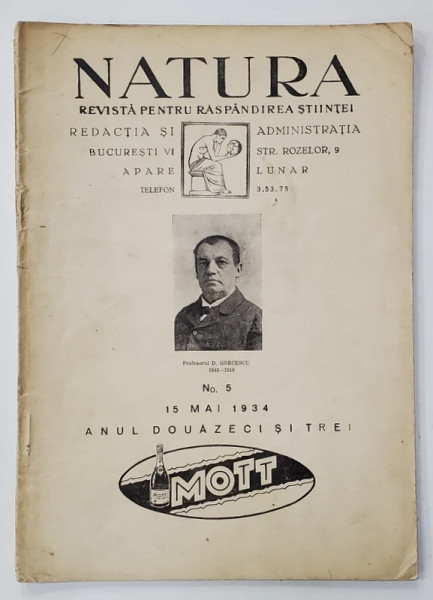 NATURA
REVISTĂ PENTRU RĂSPÂNDIREA ȘTIINȚEI
REDACȚIA ȘI ADMINISTRAȚIA
BUCUREȘTI VI STR. ROZELOR, 9
APARE LUNAR
TELEFON 3.53.75
Profesorul D. GRECESCU
No. 5
15 MAI 1934
ANUL DOUĂZECI ȘI TREI
MOTT